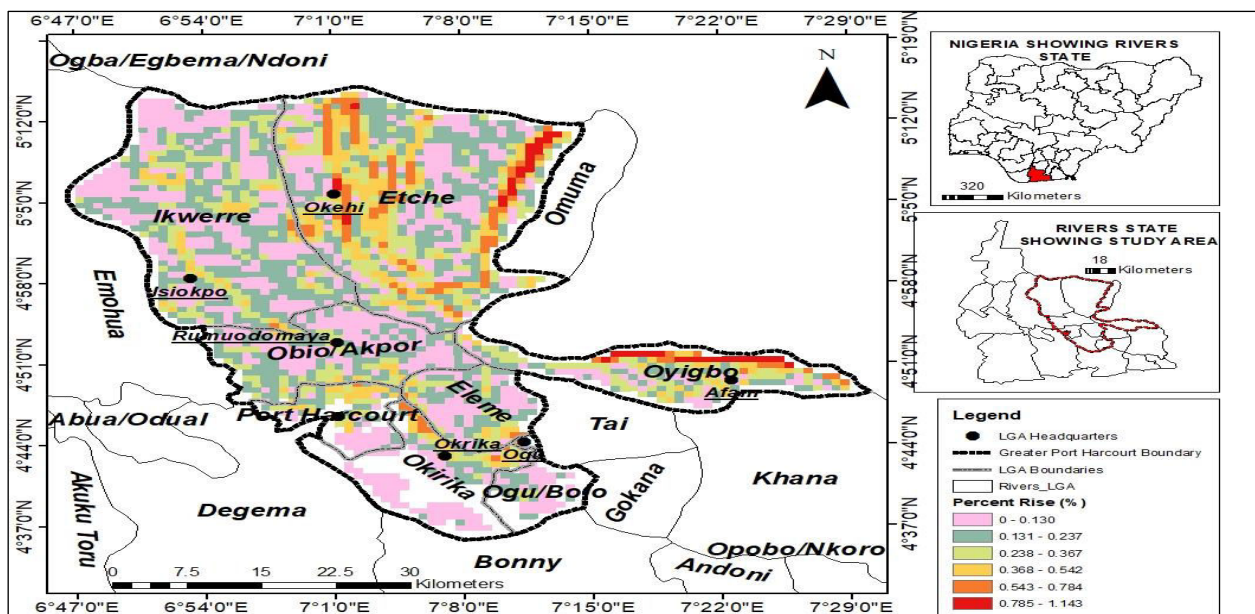 6°47'0"E 6°54'0"E 7°1'0"E 7°8'0"E 7°15'0"E 7°22'0"E 7°29'0"E
5°19'0"N
5°12'0"N
5°5'0"N
4°58'0"N
4°51'0"N
4°44'0"N
4°37'0"N
5°12'0"N
5°5'0"N
4°58'0"N
4°51'0"N
4°44'0"N
4°37'0"N
Ogba/Egbema/Ndoni
N
Omuma
Etche
Okehi
Ikwerre
Emohua
Isiokpo
Rumuodomaya
Obio/Akpor
Oyigbo
Afam
Eleme
Port Harcourt
Abua/Odual
Tai
Okrika
Ogu
Okirika
Ogu/Bolo
Gokana
Khana
Akuku Toru
Degema
Bonny
Opobo/Nkoro
Andoni
0 7.5 15 22.5 30
Kilometers
6°47'0"E 6°54'0"E 7°1'0"E 7°8'0"E 7°15'0"E 7°22'0"E 7°29'0"E
NIGERIA SHOWING RIVERS
STATE
320
Kilometers
RIVERS STATE
SHOWING STUDY AREA
18
Kilometers
Legend
LGA Headquarters
Greater Port Harcourt Boundary
LGA Boundaries
Rivers_LGA
Percent Rise (%)
0 - 0.130
0.131 - 0.237
0.238 - 0.367
0.368 - 0.542
0.543 - 0.784
0.785 - 1.143